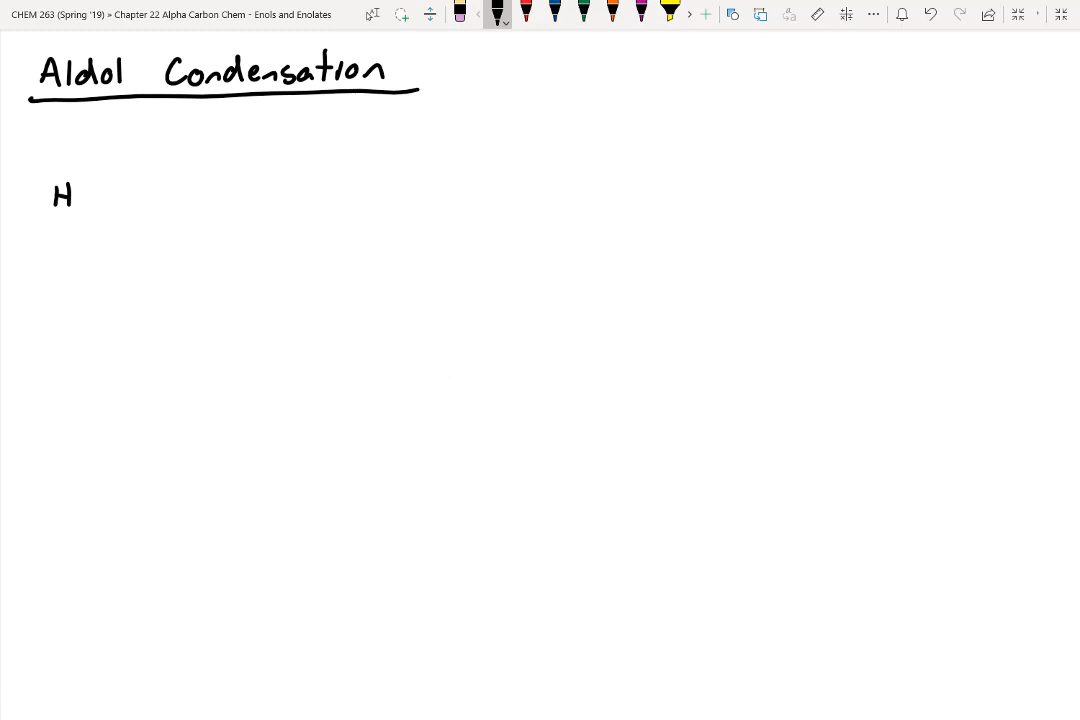 CHEM 263 (Spring '19) » Chapter 22 Alpha Carbon Chem - Enols and Enolates
Aldol Condensation
H